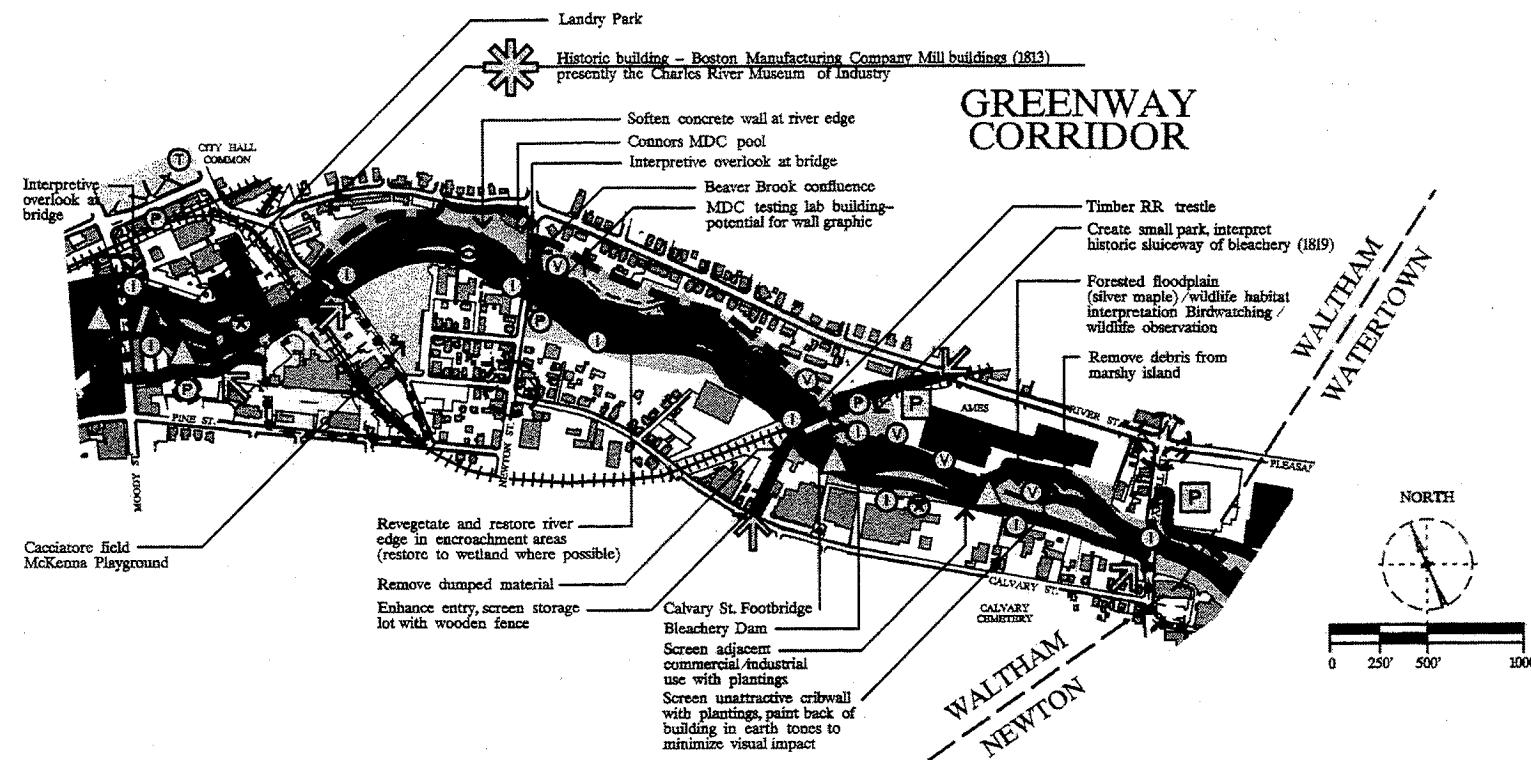 Landry Park
Historic building – Boston Manufacturing Company Mill buildings (1813)
presently the Charles River Museum of Industry
GREENWAY
CORRIDOR
Soften concrete wall at river edge
Connors MDC pool
Interpretive overlook at bridge
Beaver Brook confluence
MDC testing lab building–
potential for wall graphic
CITY HALL
COMMON
T
Interpretive
overlook at
bridge
Timber RR trestle
Create small park, interpret
historic sluiceway of bleachery (1819)
Forested floodplain
(silver maple) /wildlife habitat
interpretation Birdwatching /
wildlife observation
Remove debris from
marshy island
WALTHAM
WATERTOWN
P
I
I
V
I
I
P
I
I
P
V
I
P
P
I
V
V
V
I
I
I
P
AMES
RIVER ST.
PINE ST.
MOODY ST.
NEWTON ST.
NORTH
Cacciatore field
McKenna Playground
Revegetate and restore river
edge in encroachment areas
(restore to wetland where possible)
Remove dumped material
Enhance entry, screen storage
lot with wooden fence
Calvary St. Footbridge
Bleachery Dam
Screen adjacent
commercial/industrial
use with plantings
Screen unattractive cribwall
with plantings, paint back of
building in earth tones to
minimize visual impact
CALVARY ST.
CALVARY
CEMETERY
WALTHAM
NEWTON
0 250' 500' 1000